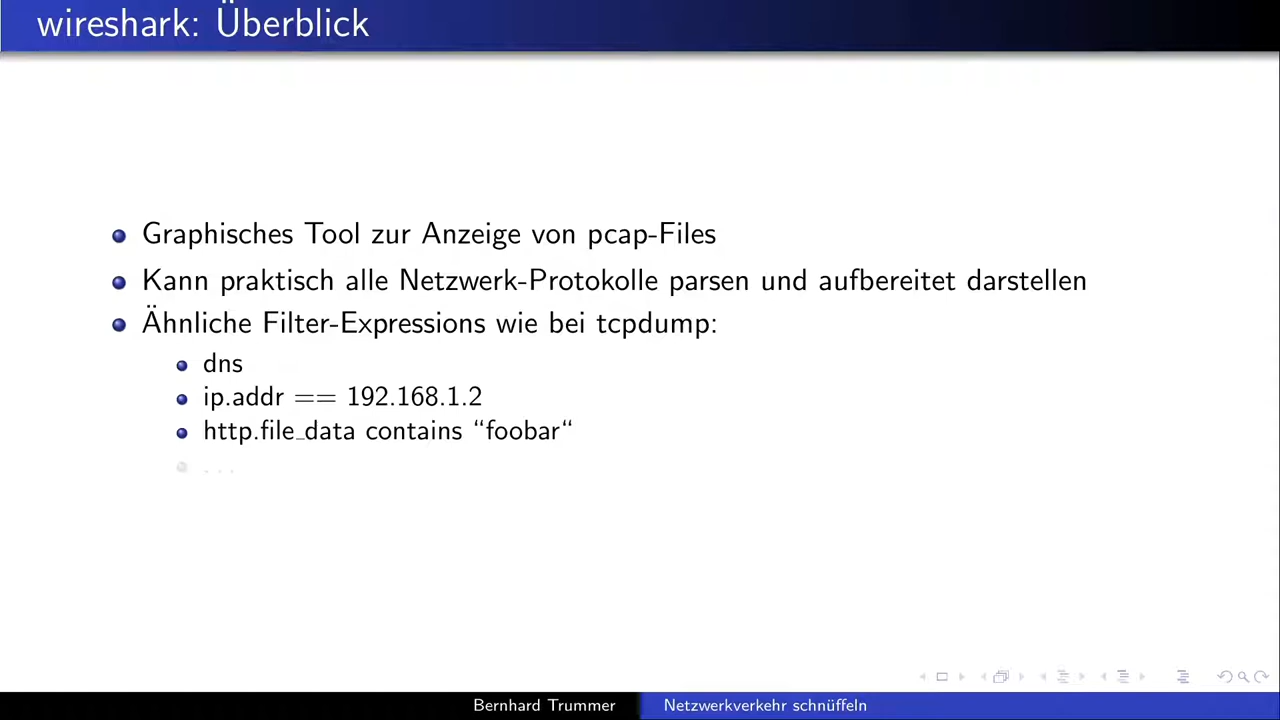 wireshark: Überblick
Graphisches Tool zur Anzeige von pcap-Files
Kann praktisch alle Netzwerk-Protokolle parsen und aufbereitet darstellen
Ähnliche Filter-Expressions wie bei tcpdump:
dns
ip.addr == 192.168.1.2
http.file_data contains “foobar“
...
Bernhard Trummer
Netzwerkverkehr schnüffeln